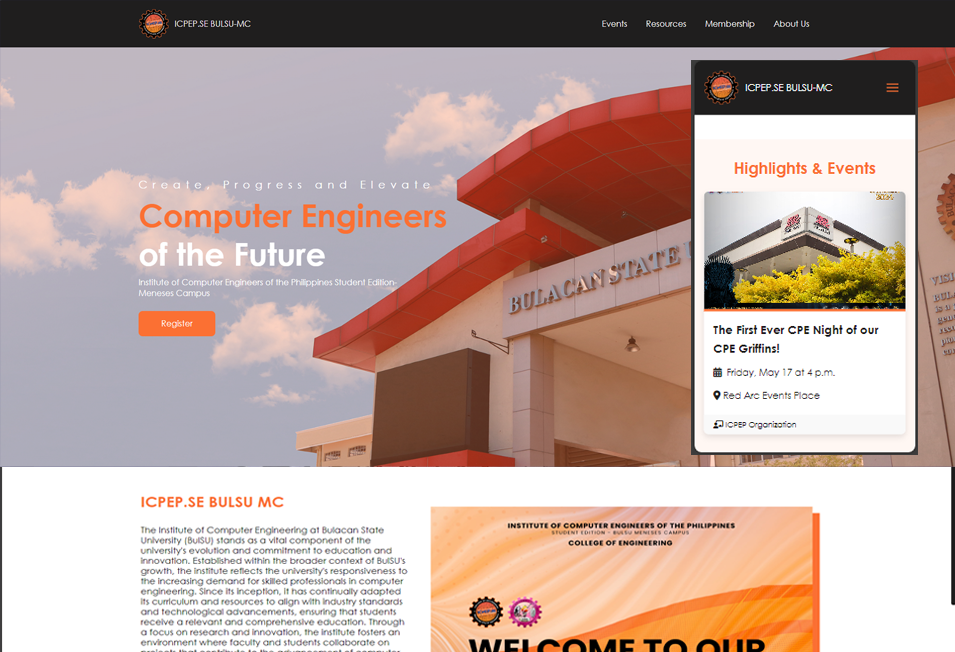 ICPEP.SE BULSU-MC
Events
Resources
Membership
About Us
Create, Progress and Elevate
Computer Engineers
of the Future
Institute of Computer Engineers of the Philippines Student Edition-
Meneses Campus
Register
BULACAN STATE
ICPEP.SE BULSU-MC
Highlights & Events
The First Ever CPE Night of our
CPE Griffins!
Friday, May 17 at 4 p.m.
Red Arc Events Place
ICPEP Organization
ICPEP.SE BULSU MC
The Institute of Computer Engineering at Bulacan State
University (BulSU) stands as a vital component of the
university's evolution and commitment to education and
innovation. Established within the broader context of BulSU's
growth, the institute reflects the university's responsiveness to
the increasing demand for skilled professionals in computer
engineering. Since its inception, it has continually adapted
its curriculum and resources to align with industry standards
and technological advancements, ensuring that students
receive a relevant and comprehensive education. Through
a focus on research and innovation, the institute fosters an
environment where faculty and students collaborate on
projects that contribute to the advancement of computer
INSTITUTE OF COMPUTER ENGINEERS OF THE PHILIPPINES
STUDENT EDITION - BULSU MENESES CAMPUS
COLLEGE OF ENGINEERING
WELCOME TO OUR